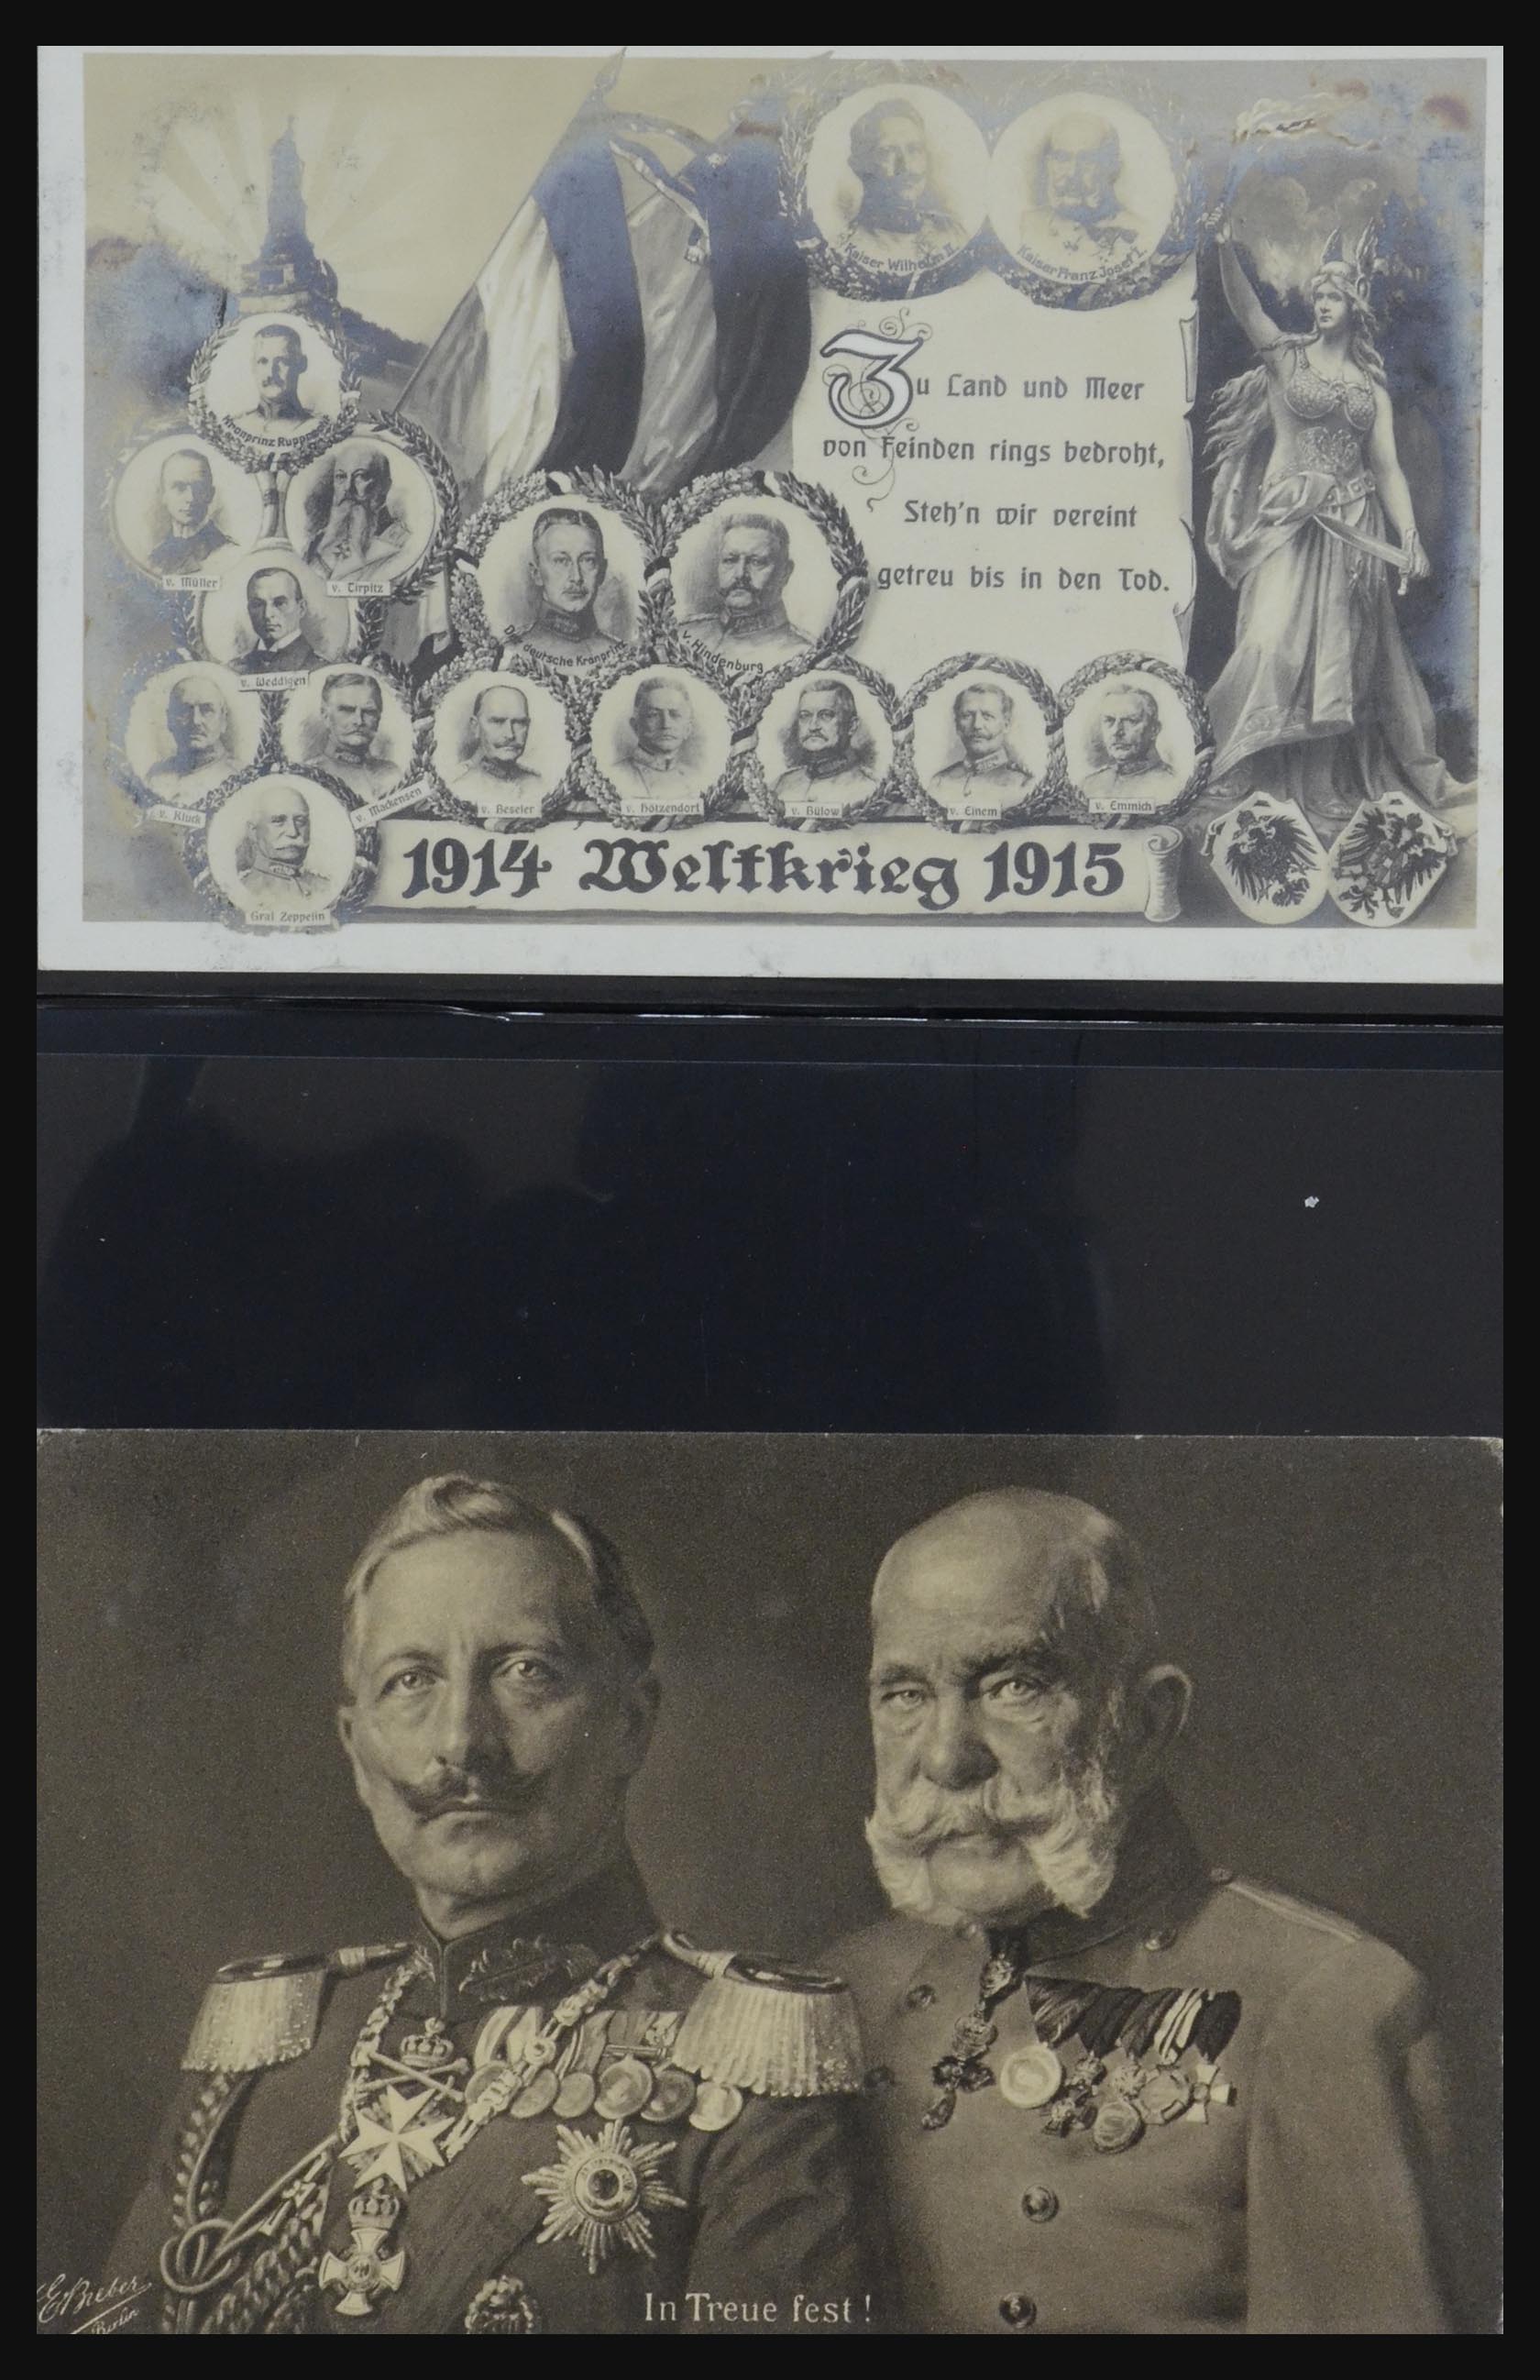 Kaiser Wilhelm II.
Kaiser Franz Josef I.
Zu Land und Meer
von Feinden rings bedroht,
Steh'n wir vereint
getreu bis in den Tod.
Kronprinz Rupprecht
v. Müller
v. Tirpitz
v. Weddigen
Der deutsche Kronprinz
v. Hindenburg
v. Kluck
v. Mackensen
v. Beseler
v. Hötzendorf
v. Bülow
v. Einem
v. Emmich
Graf Zeppelin
1914 Weltkrieg 1915
E. Bieber
Berlin
In Treue fest!